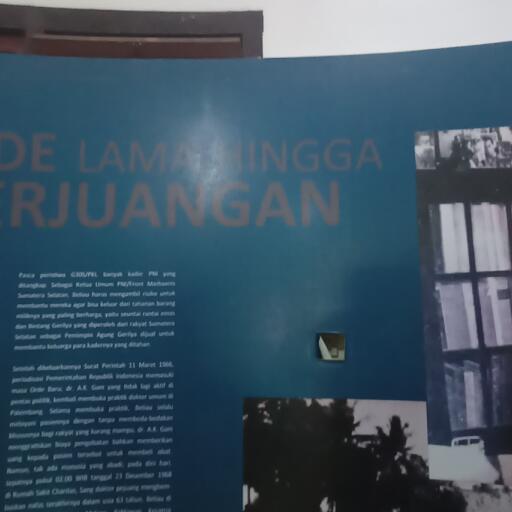 DE LAMA HINGGA
ERJUANGAN
Pasca peristiwa G30S/PKI, banyak kader PNI yang
ditangkap. Sebagai Ketua Umum PNI/Front Marhaenis
Sumatera Selatan, Beliau harus mengambil risiko untuk
membantu mereka agar bisa keluar dari tahanan barang
miliknya yang paling berharga, yaitu seuntai rantai emas
dan Bintang Gerilya yang diperoleh dari rakyat Sumatera
Selatan sebagai Pemimpin Agung Gerilya dijual untuk
membantu keluarga para kadernya yang ditahan
Setelah dikeluarkannya Surat Perintah 11 Maret 1966,
periodisasi Pemerintahan Republik Indonesia memasuki
masa Orde Baru, dr. A.K. Gani yang tidak lagi aktif di
pentas politik, kembali membuka praktik dokter umum di
Palembang. Selama membuka praktik, Beliau selalu
melayani pasiennya dengan tanpa membeda-bedakan
khususnya bagi rakyat yang kurang mampu, dr. A.K Gani
menggratiskan biaya pengobatan bahkan memberikan
uang kepada pasien tersebut untuk membeli obat
Namun, tak ada manusia yang abadi, pada dini hari
tepatnya pukul 02.00 WIB tanggal 23 Desember 1968
di Rumah Sakit Charitas, Sang dokter pejuang menghem-
buskan nafas terakhirnya dalam usia 63 tahun. Beliau di